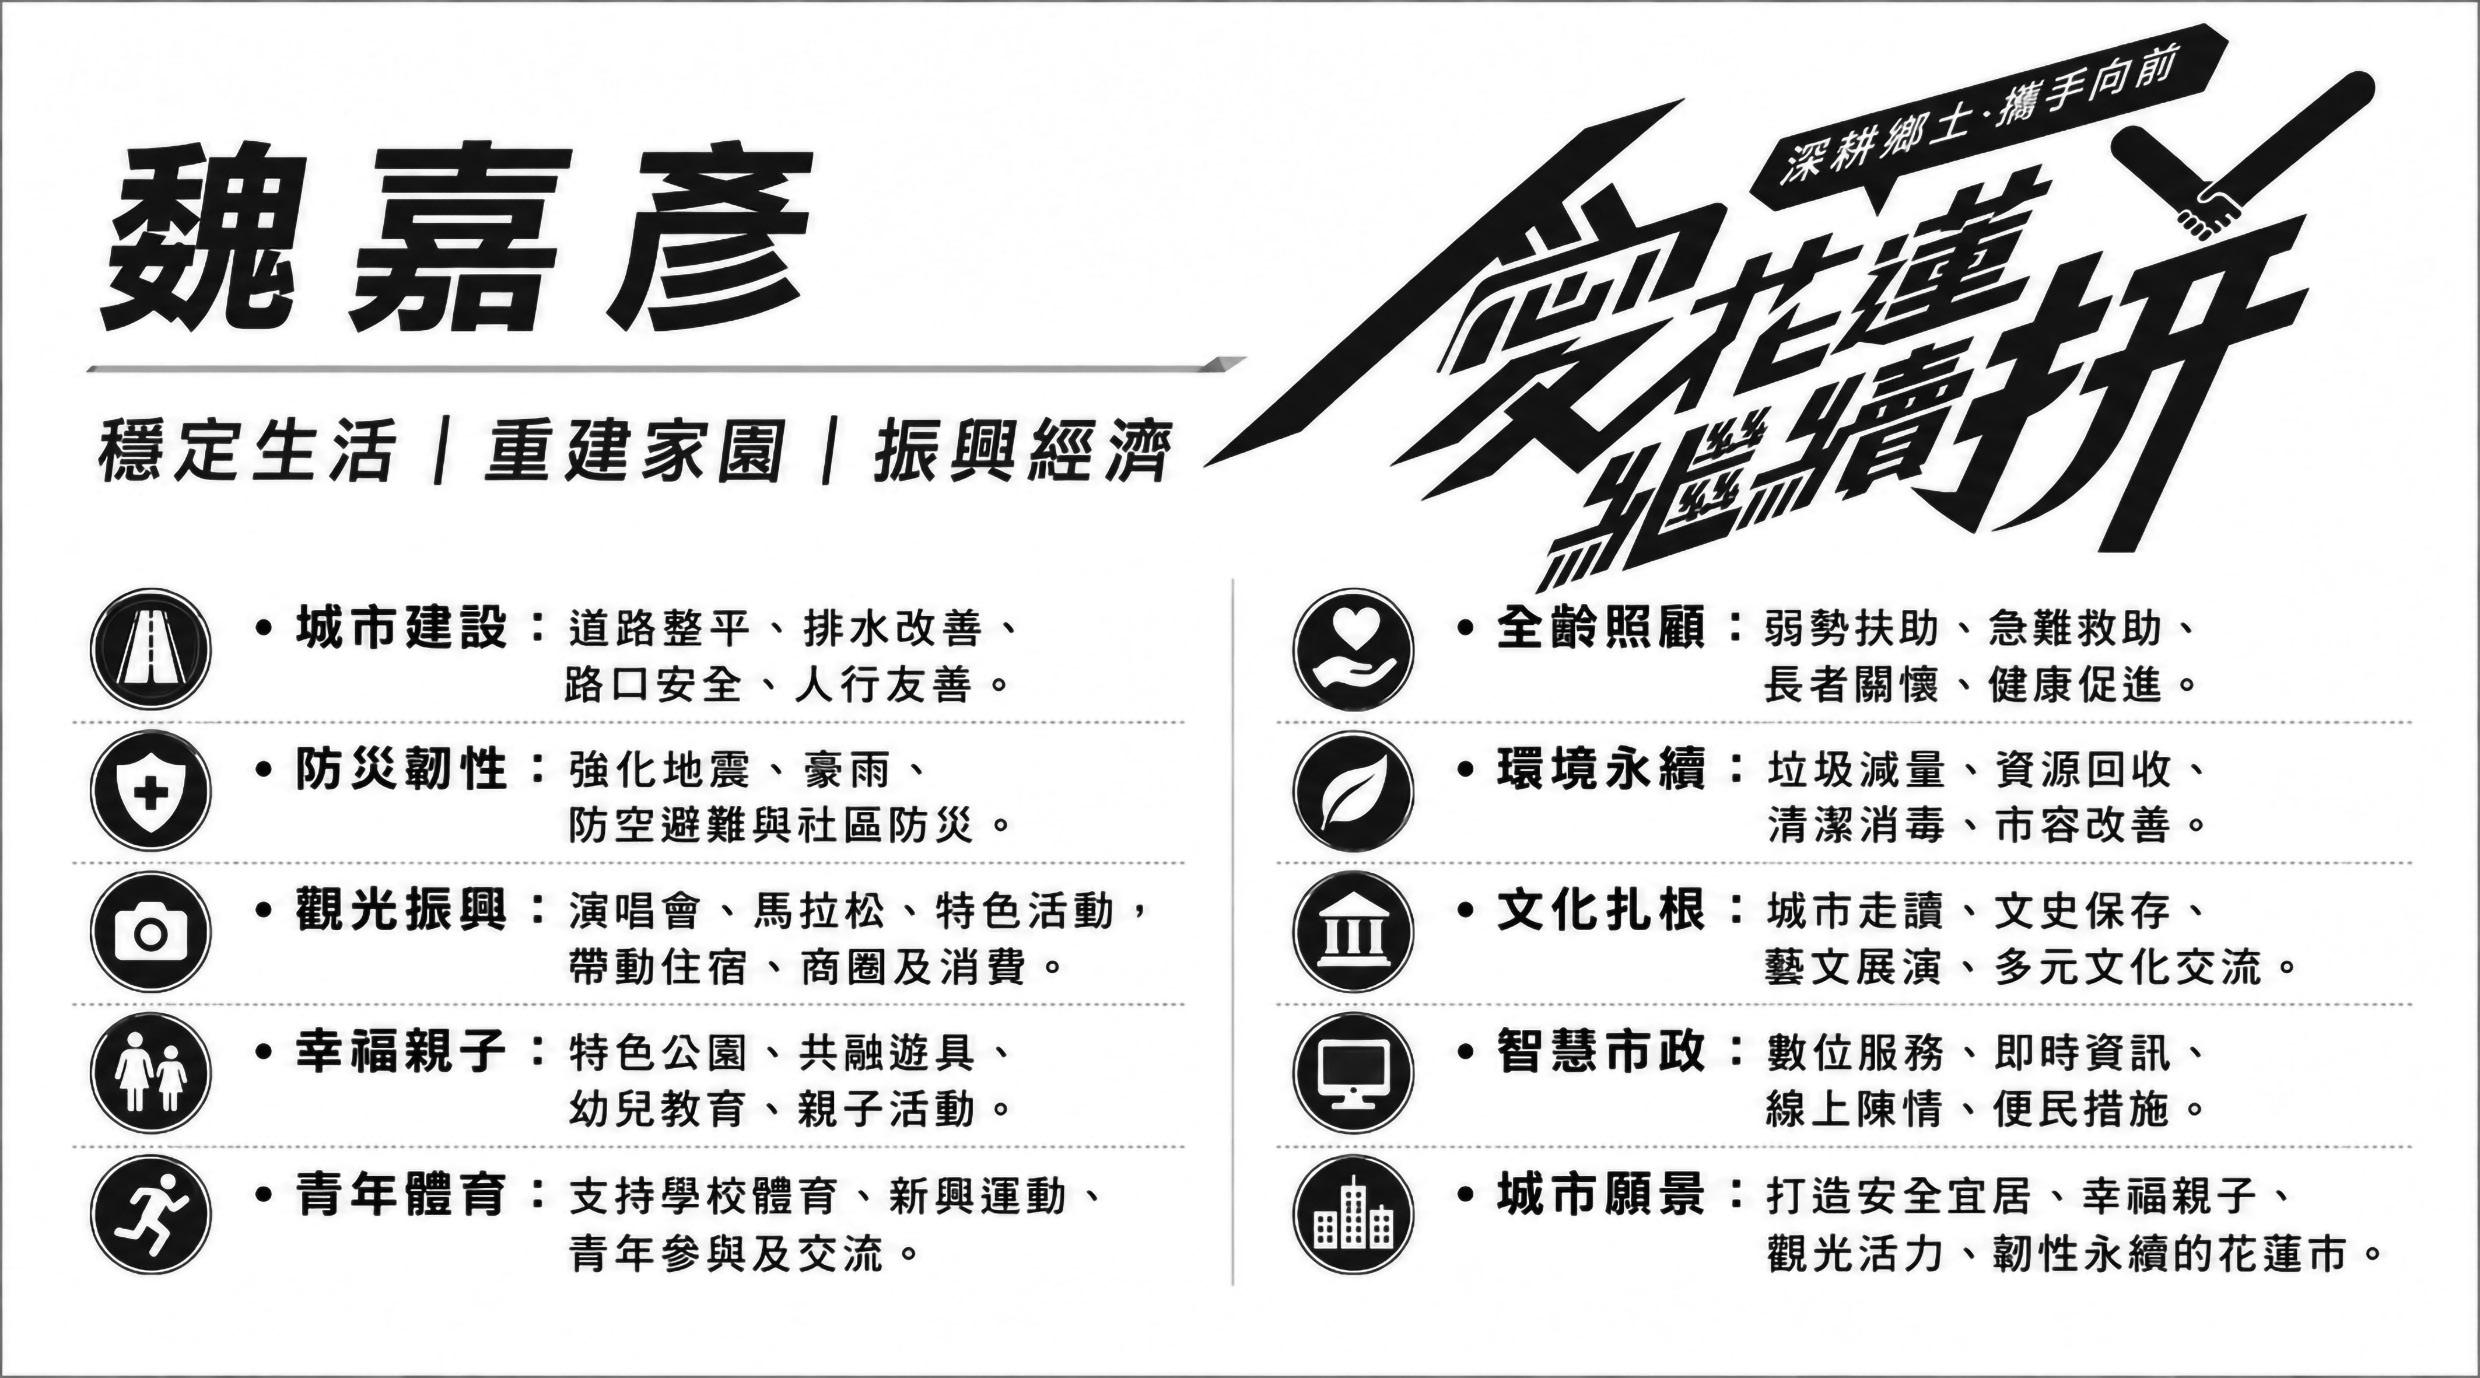 魏嘉彥
穩定生活｜重建家園｜振興經濟
深耕鄉土·攜手向前
愛花蓮
繼續拼
• 城市建設：道路整平、排水改善、
路口安全、人行友善。
• 防災韌性：強化地震、豪雨、
防空避難與社區防災。
• 觀光振興：演唱會、馬拉松、特色活動，
帶動住宿、商圈及消費。
• 幸福親子：特色公園、共融遊具、
幼兒教育、親子活動。
• 青年體育：支持學校體育、新興運動、
青年參與及交流。
• 全齡照顧：弱勢扶助、急難救助、
長者關懷、健康促進。
• 環境永續：垃圾減量、資源回收、
清潔消毒、市容改善。
• 文化扎根：城市走讀、文史保存、
藝文展演、多元文化交流。
• 智慧市政：數位服務、即時資訊、
線上陳情、便民措施。
• 城市願景：打造安全宜居、幸福親子、
觀光活力、韌性永續的花蓮市。